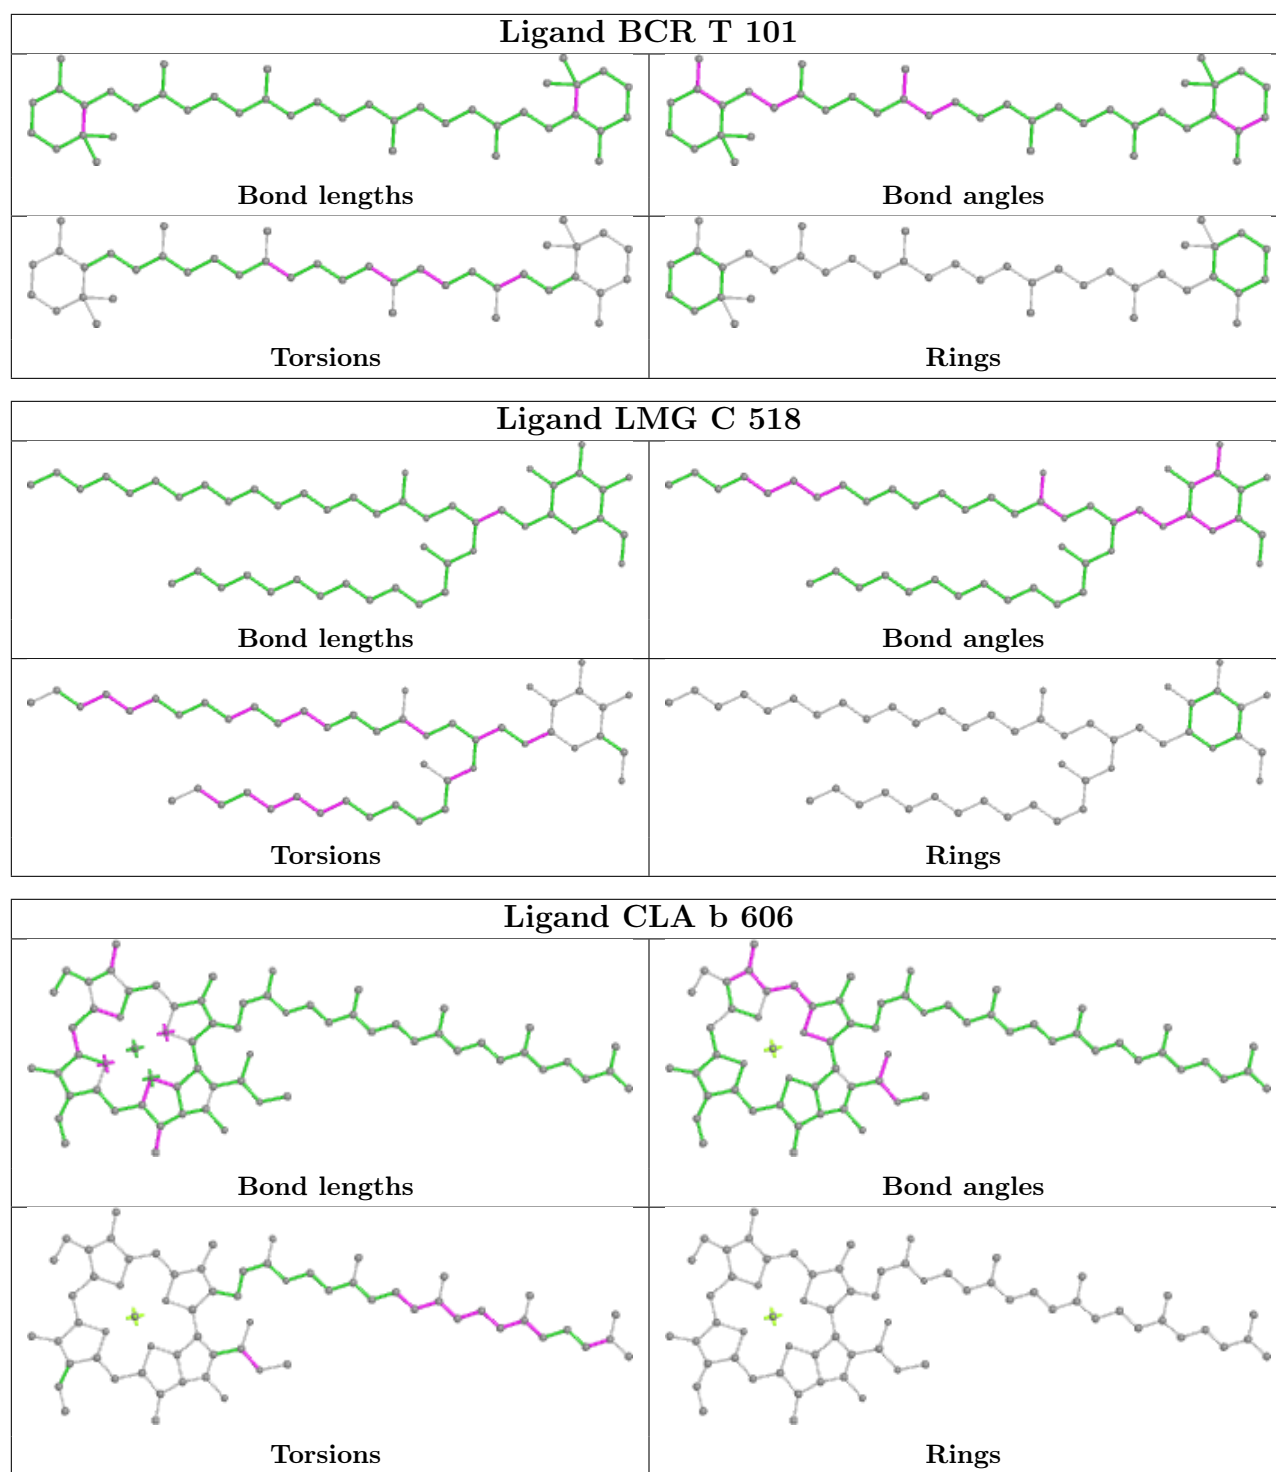 Ligand BCR T 101
Bond lengths
Bond angles
Torsions
Rings
Ligand LMG C 518
Bond lengths
Bond angles
Torsions
Rings
Ligand CLA b 606
Bond lengths
Bond angles
Torsions
Rings